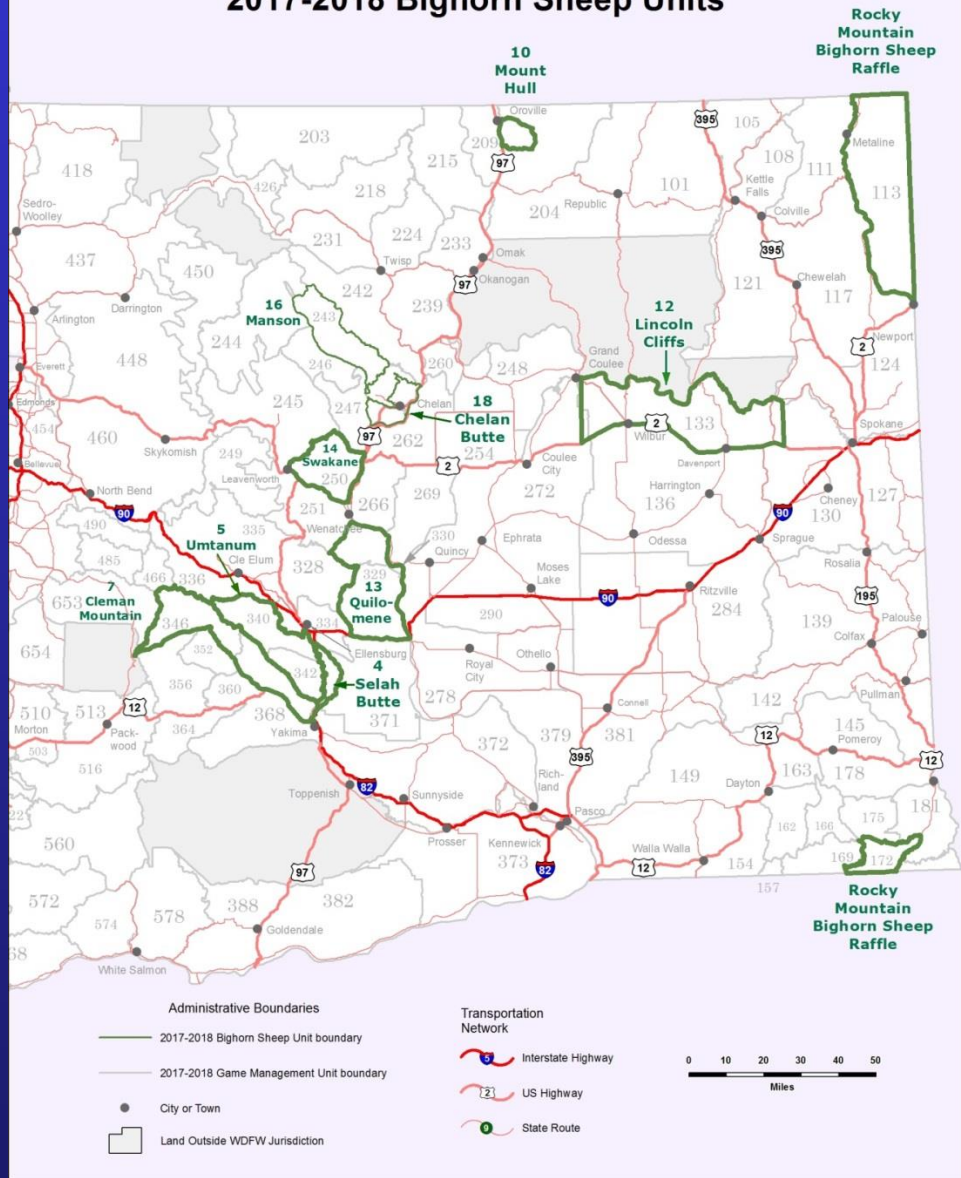 2017-2018 Bighorn Sheep Units
Rocky
Mountain
Bighorn Sheep
Raffle
10
Mount
Hull
Oroville
203
209
215
97
395
105
Metaline
108
111
113
418
426
218
Sedro-
Woolley
Kettle
Falls
101
Republic
204
Colville
224
231
233
437
Omak
395
Twisp
450
Okanogan
97
242
121
Chewelah
117
Darrington
16
Manson
243
239
12
Lincoln
Cliffs
Arlington
244
2
Newport
448
246
260
248
Grand
Coulee
124
Everett
245
247
Chelan
18
Chelan
Butte
Edmonds
454
460
97
262
2
133
Wilbur
Spokane
Skykomish
249
14
Swakane
254
Coulee
City
Davenport
Bellevue
Leavenworth
250
2
272
Harrington
Cheney
127
North Bend
251
266
269
136
130
90
Wenatchee
90
490
335
330
Ephrata
Odessa
Sprague
5
Umtanum
Quincy
485
Cle Elum
328
329
Moses
Lake
Rosalia
7
Cleman
Mountain
466
336
13
Quilo-
mene
90
Ritzville
195
653
346
340
334
290
284
Palouse
139
Colfax
654
352
Ellensburg
Othello
342
4
Selah
Butte
Royal
City
356
360
278
Pullman
510
513
12
142
Morton
Pack-
wood
364
368
371
Connell
145
Pomeroy
503
Yakima
372
379
381
12
516
395
163
178
12
149
Toppenish
82
Sunnyside
Rich-
land
Dayton
181
22
Pasco
175
560
Prosser
Kennewick
162
166
373
Walla Walla
169
172
97
82
12
154
157
572
388
382
Rocky
Mountain
Bighorn Sheep
Raffle
574
578
Goldendale
68
White Salmon
Administrative Boundaries
2017-2018 Bighorn Sheep Unit boundary
2017-2018 Game Management Unit boundary
City or Town
Land Outside WDFW Jurisdiction
Transportation
Network
5
Interstate Highway
2
US Highway
9
State Route
0 10 20 30 40 50
Miles